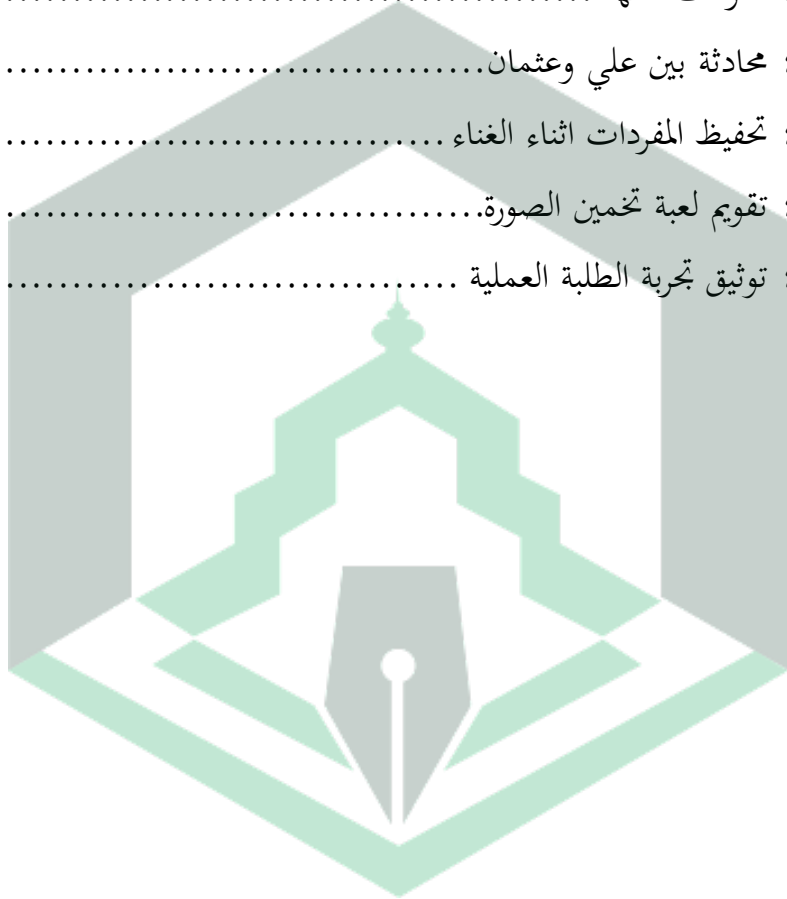 : محادثة بين علي وعثمان......................................
: تحفيظ المفردات اثناء الغناء..................................
: تقويم لعبة تخمين الصورة.....................................
: توثيق تجربة الطلبة العملية ...................................